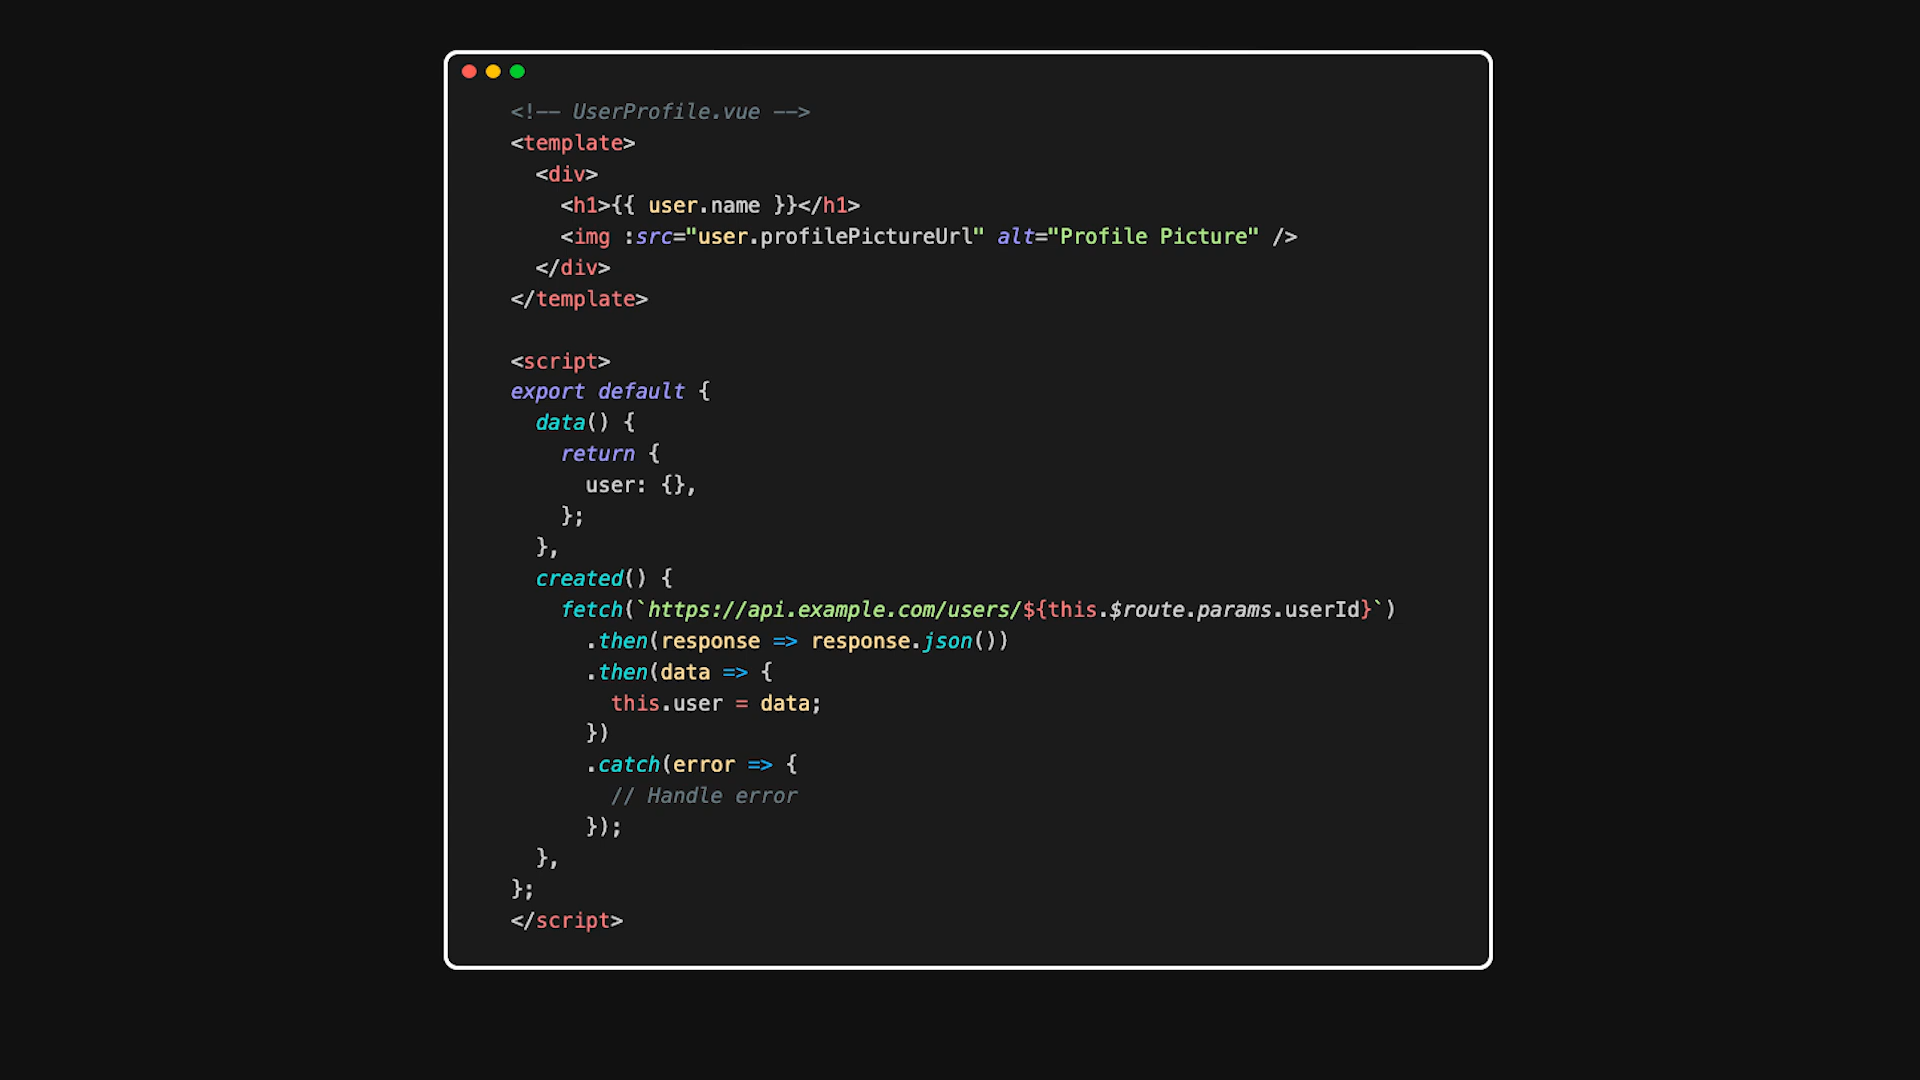 <!-- UserProfile.vue -->
<template>
  <div>
    <h1>{{ user.name }}</h1>
    <img :src="user.profilePictureUrl" alt="Profile Picture" />
  </div>
</template>

<script>
export default {
  data() {
    return {
      user: {},
    };
  },
  created() {
    fetch(`https://api.example.com/users/${this.$route.params.userId}`)
      .then(response => response.json())
      .then(data => {
        this.user = data;
      })
      .catch(error => {
        // Handle error
      });
  },
};
</script>